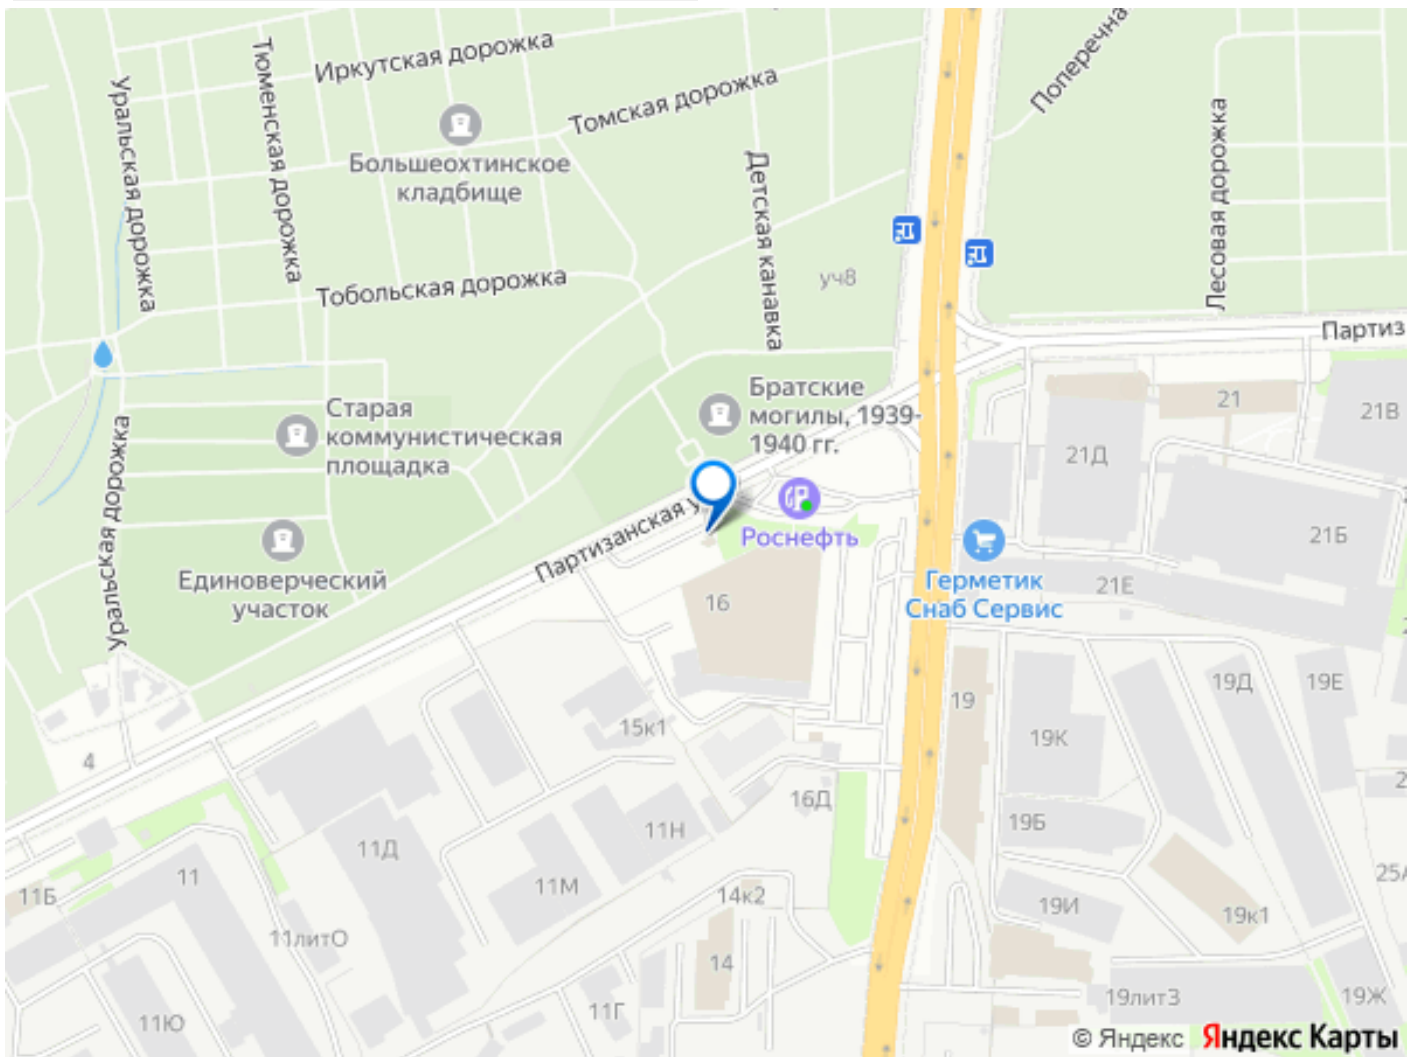 Иркутская дорожка
Поперечна
Тюменская дорожка
Томская дорожка
Уральская дорожка
Лесовая дорожка
Большеохтинское
кладбище
Детская канавка
уч8
Тобольская дорожка
Партиз
Братские
могилы, 1939-
1940 гг.
21
21В
Старая
коммунистическая
площадка
21Д
Уральская дорожка
Партизанская у
Роснефть
21Б
Герметик
Снаб Сервис
21Е
Единоверческий
участок
16
19Д
19Е
19
15к1
19К
4
16Д
19Б
11Н
11Д
11
11М
14к2
25А
11Б
19И
19к1
11литО
14
19литЗ
19Ж
11Г
11Ю
© Яндекс Яндекс Карты